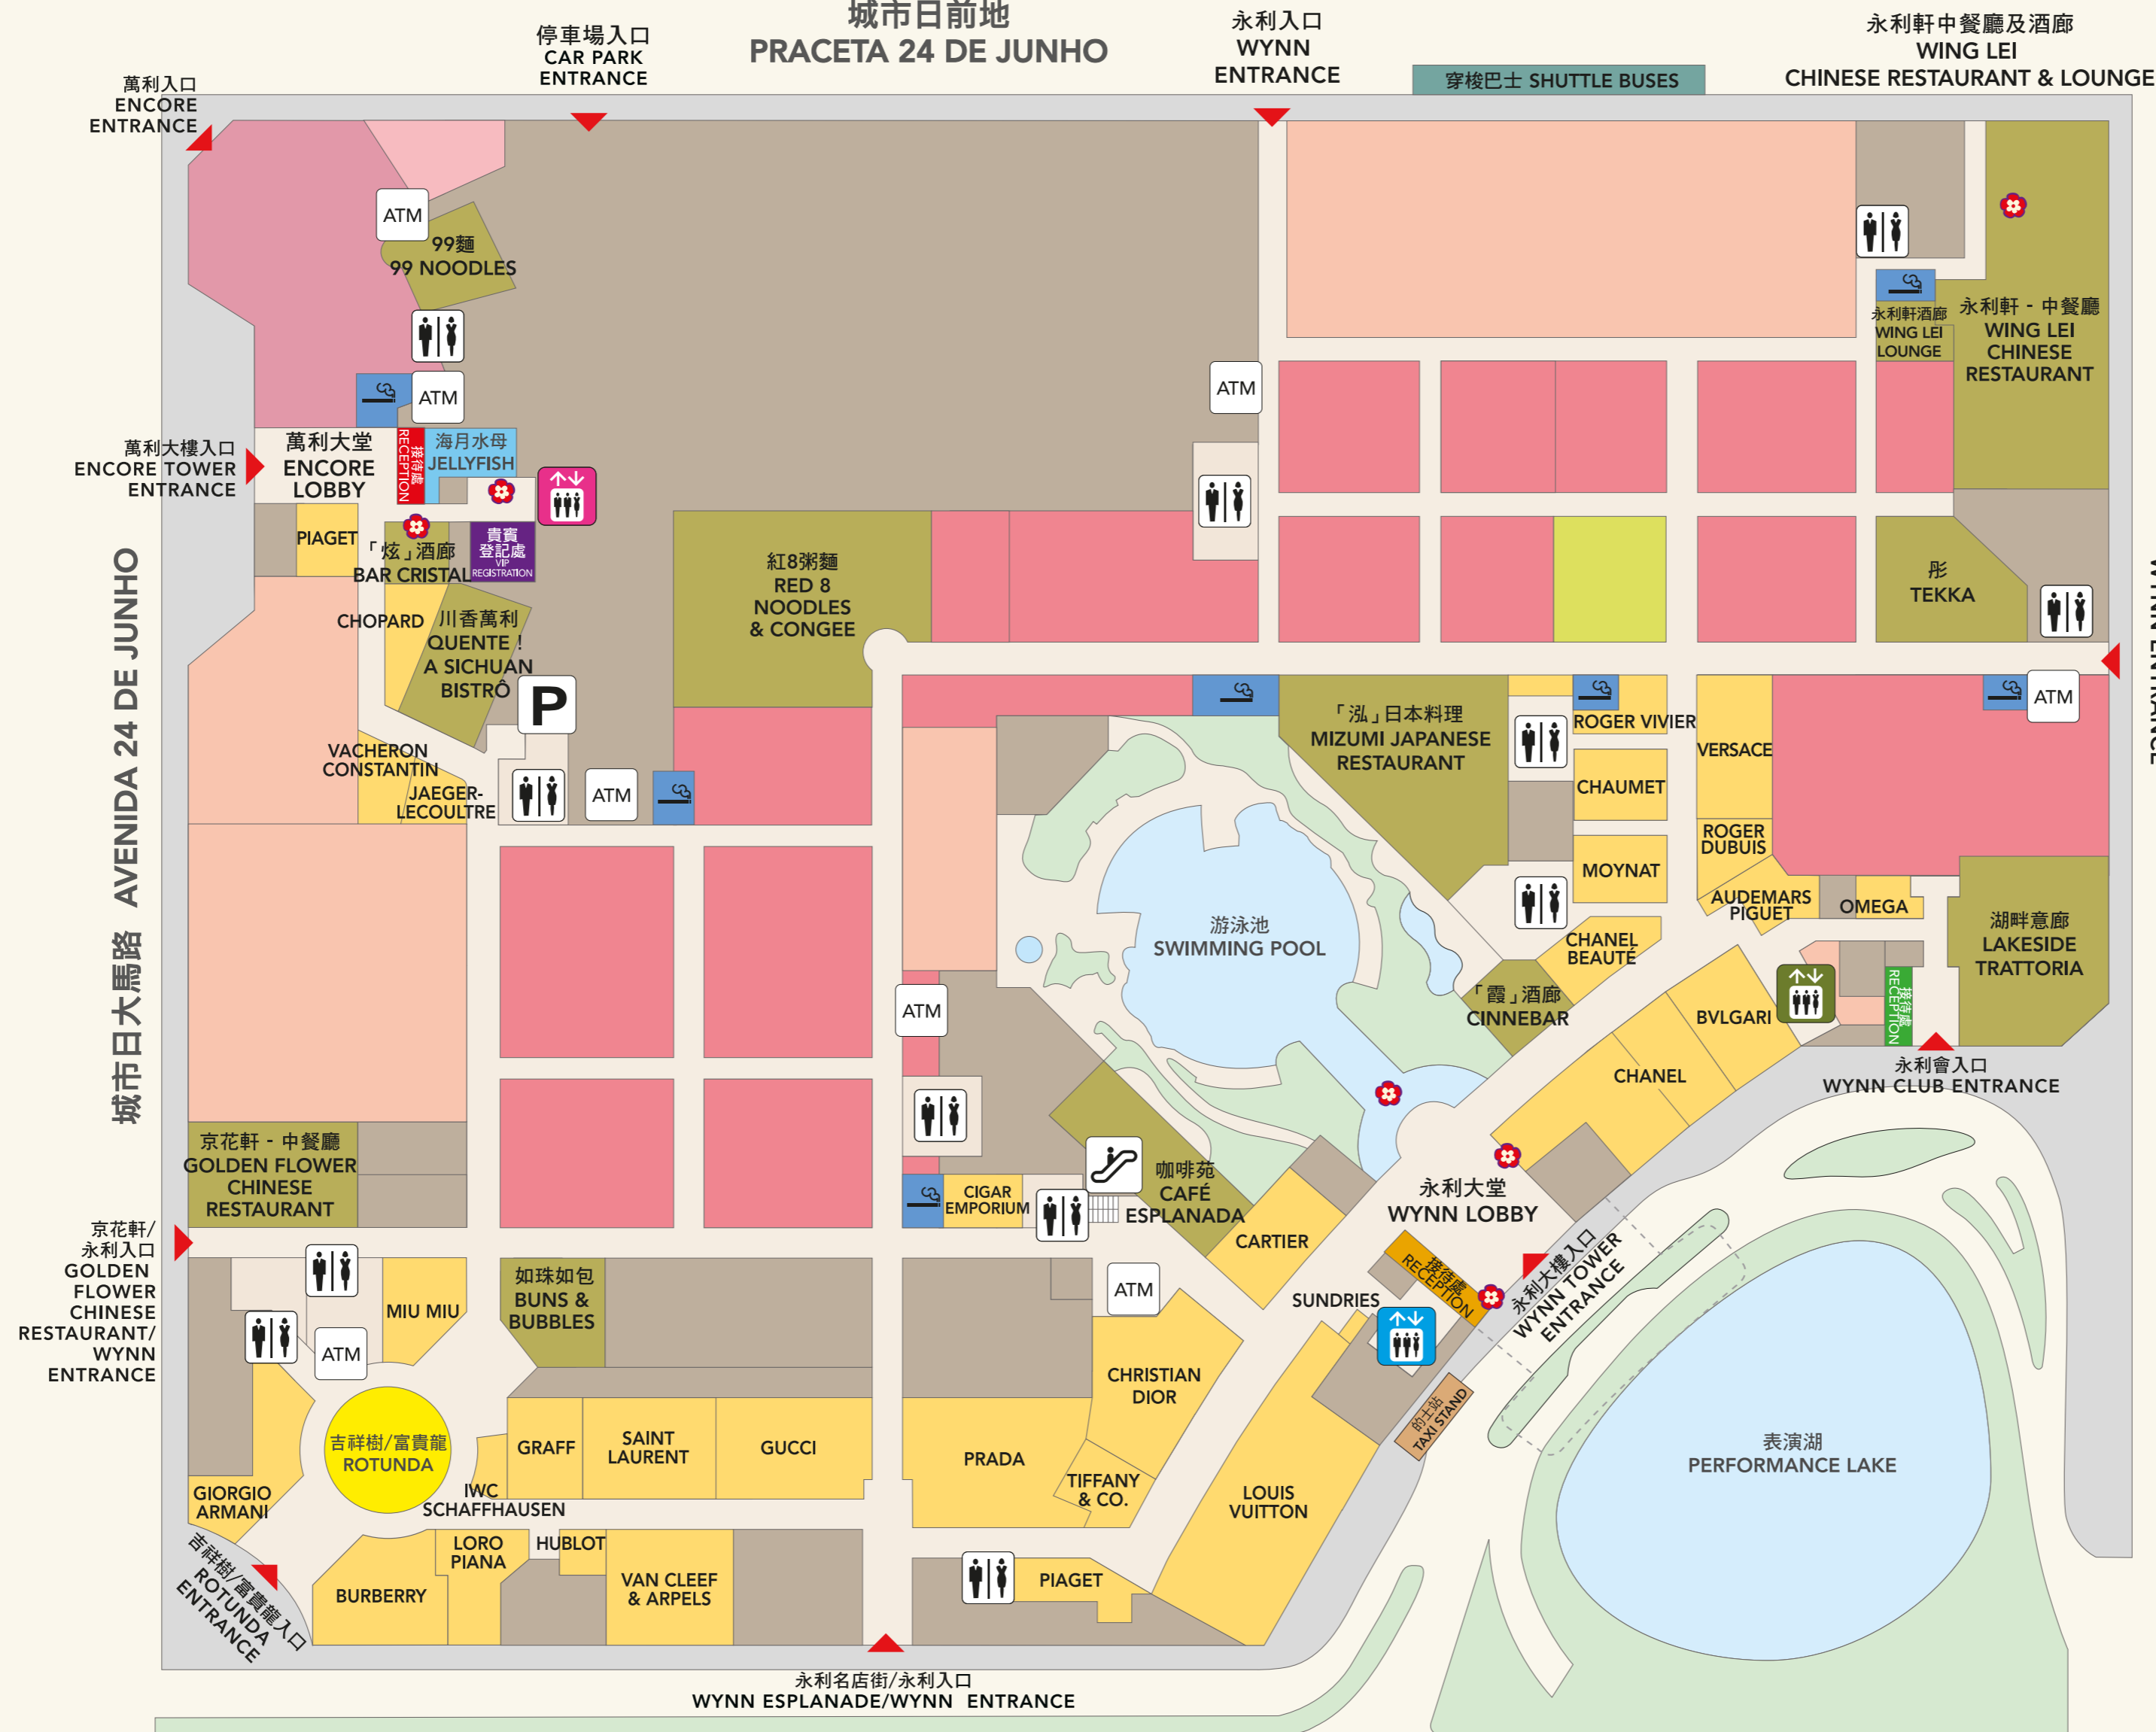 城市日前地
PRACETA 24 DE JUNHO
停車場入口
CAR PARK
ENTRANCE
永利入口
WYNN
ENTRANCE
穿梭巴士 SHUTTLE BUSES
永利軒中餐廳及酒廊
WING LEI
CHINESE RESTAURANT & LOUNGE
萬利入口
ENCORE
ENTRANCE
ATM
99麵
99 NOODLES
ATM
ATM
永利軒酒廊
WING LEI
LOUNGE
永利軒 - 中餐廳
WING LEI
CHINESE
RESTAURANT
萬利大樓入口
ENCORE TOWER
ENTRANCE
萬利大堂
ENCORE
LOBBY
接待處
RECEPTION
海月水母
JELLYFISH
PIAGET
「炫」酒廊
BAR CRISTAL
貴賓
登記處
VIP
REGISTRATION
紅8粥麵
RED 8
NOODLES
& CONGEE
彤
TEKKA
WYNN ENTRANCE
CHOPARD
川香萬利
QUENTE !
A SICHUAN
BISTRÔ
P
城市日大馬路 AVENIDA 24 DE JUNHO
VACHERON
CONSTANTIN
JAEGER-
LECOULTRE
ATM
「泓」日本料理
MIZUMI JAPANESE
RESTAURANT
ROGER VIVIER
CHAUMET
MOYNAT
VERSACE
ROGER
DUBUIS
AUDEMARS
PIGUET
OMEGA
ATM
湖畔意廊
LAKESIDE
TRATTORIA
游泳池
SWIMMING POOL
CHANEL
BEAUTÉ
「霞」酒廊
CINNEBAR
BVLGARI
CHANEL
接待處
RECEPTION
永利會入口
WYNN CLUB ENTRANCE
ATM
京花軒 - 中餐廳
GOLDEN FLOWER
CHINESE
RESTAURANT
CIGAR
EMPORIUM
咖啡苑
CAFÉ
ESPLANADA
CARTIER
永利大堂
WYNN LOBBY
接待處
RECEPTION
永利大樓入口
WYNN TOWER
ENTRANCE
京花軒/
永利入口
GOLDEN
FLOWER
CHINESE
RESTAURANT/
WYNN
ENTRANCE
ATM
MIU MIU
如珠如包
BUNS &
BUBBLES
ATM
SUNDRIES
CHRISTIAN
DIOR
的士站
TAXI STAND
吉祥樹/富貴龍
ROTUNDA
GIORGIO
ARMANI
IWC
SCHAFFHAUSEN
GRAFF
SAINT
LAURENT
GUCCI
PRADA
TIFFANY
& CO.
LOUIS
VUITTON
表演湖
PERFORMANCE LAKE
吉祥樹/富貴龍入口
ROTUNDA
ENTRANCE
BURBERRY
LORO
PIANA
HUBLOT
VAN CLEEF
& ARPELS
PIAGET
永利名店街/永利入口
WYNN ESPLANADE/WYNN ENTRANCE